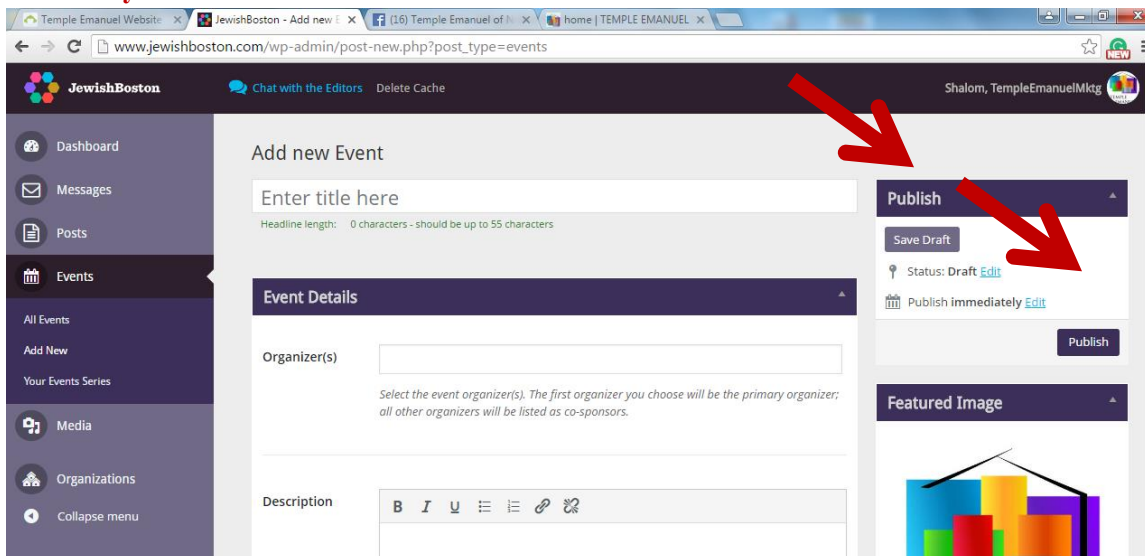 Temple Emanuel Website
JewishBoston - Add new E
(16) Temple Emanuel of N
home | TEMPLE EMANUEL
www.jewishboston.com/wp-admin/post-new.php?post_type=events
NEW
JewishBoston
Chat with the Editors
Delete Cache
Shalom, TempleEmanuelMktg
Dashboard
Messages
Posts
Events
All Events
Add New
Your Events Series
Media
Organizations
Collapse menu
Add new Event
Enter title here
Headline length: 0 characters - should be up to 55 characters
Event Details
Organizer(s)
Select the event organizer(s). The first organizer you choose will be the primary organizer;
all other organizers will be listed as co-sponsors.
Description
B I U
Publish
Save Draft
Status: Draft Edit
Publish immediately Edit
Publish
Featured Image